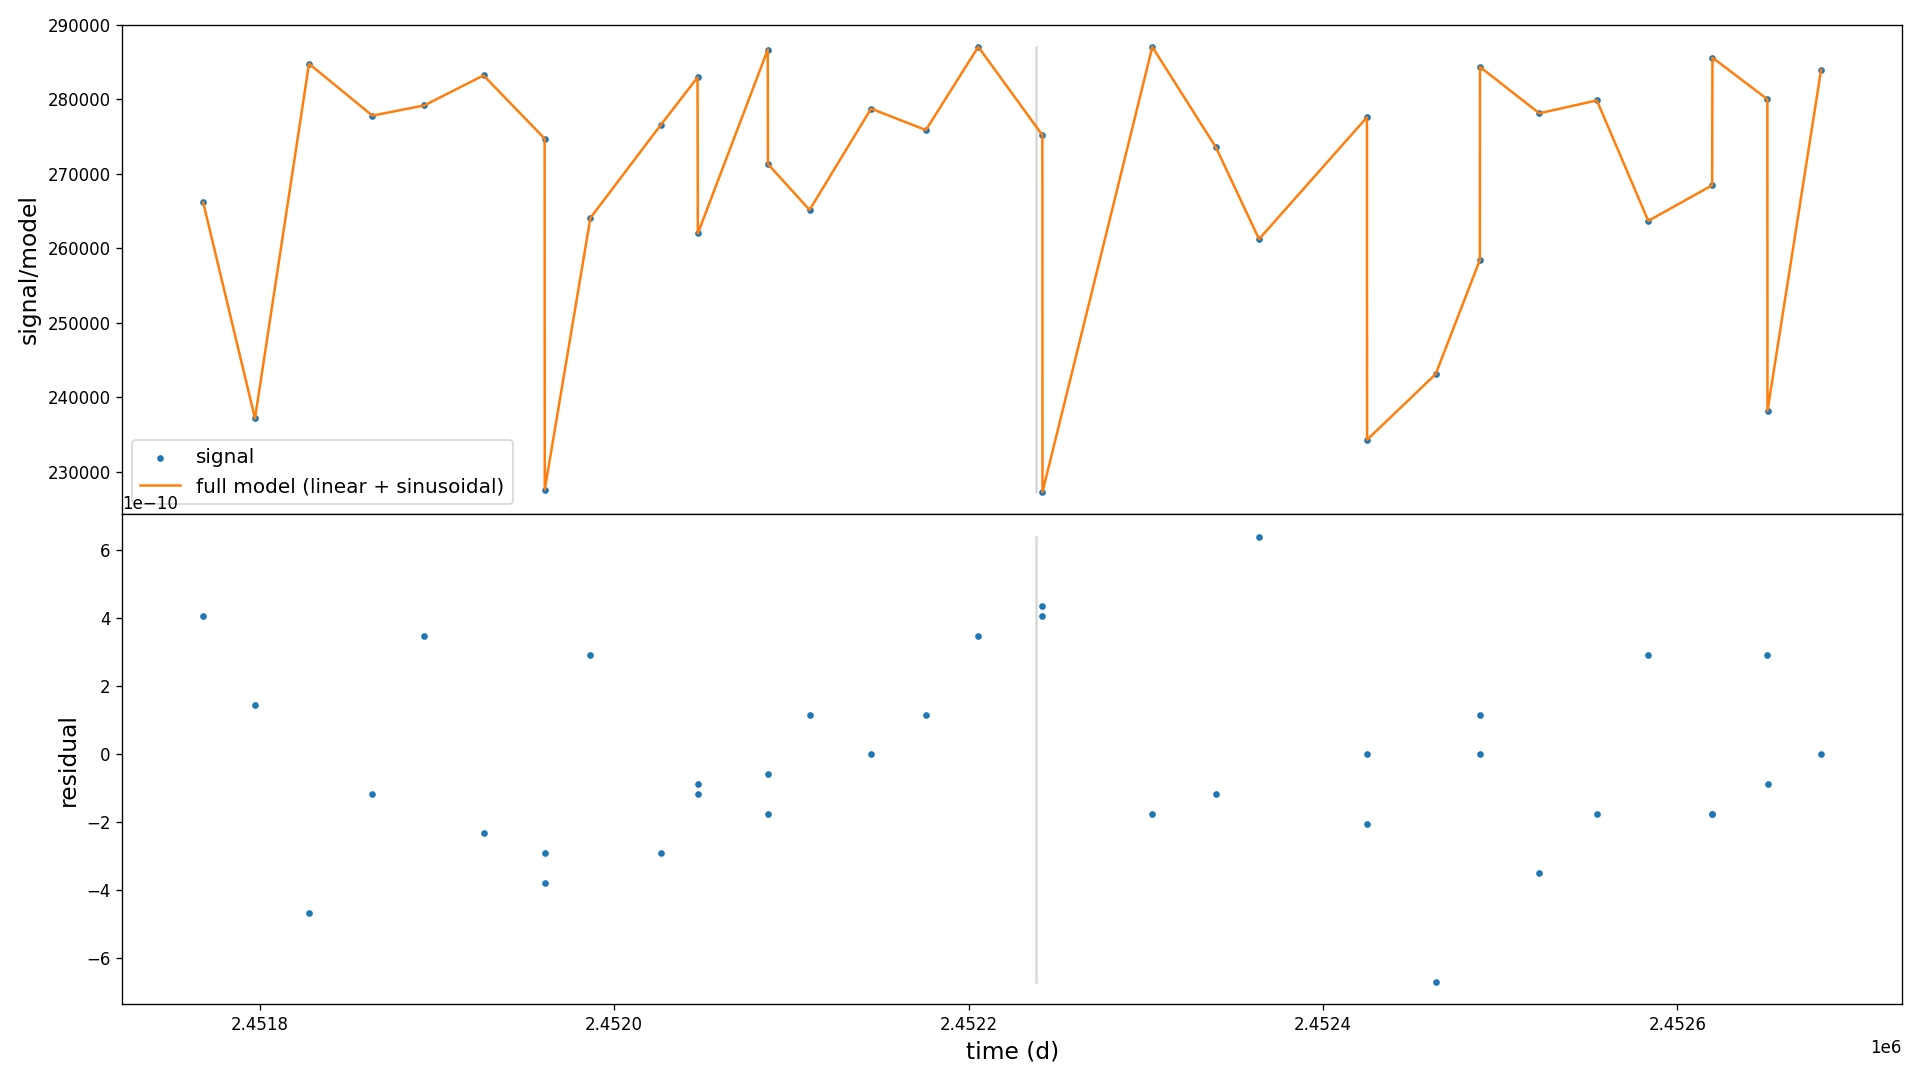 290000
280000
270000
260000
250000
240000
230000
signal/model
signal
full model (linear + sinusoidal)
1e−10
6
4
2
0
−2
−4
−6
residual
2.4518
2.4520
2.4522
2.4524
2.4526
time (d)
1e6